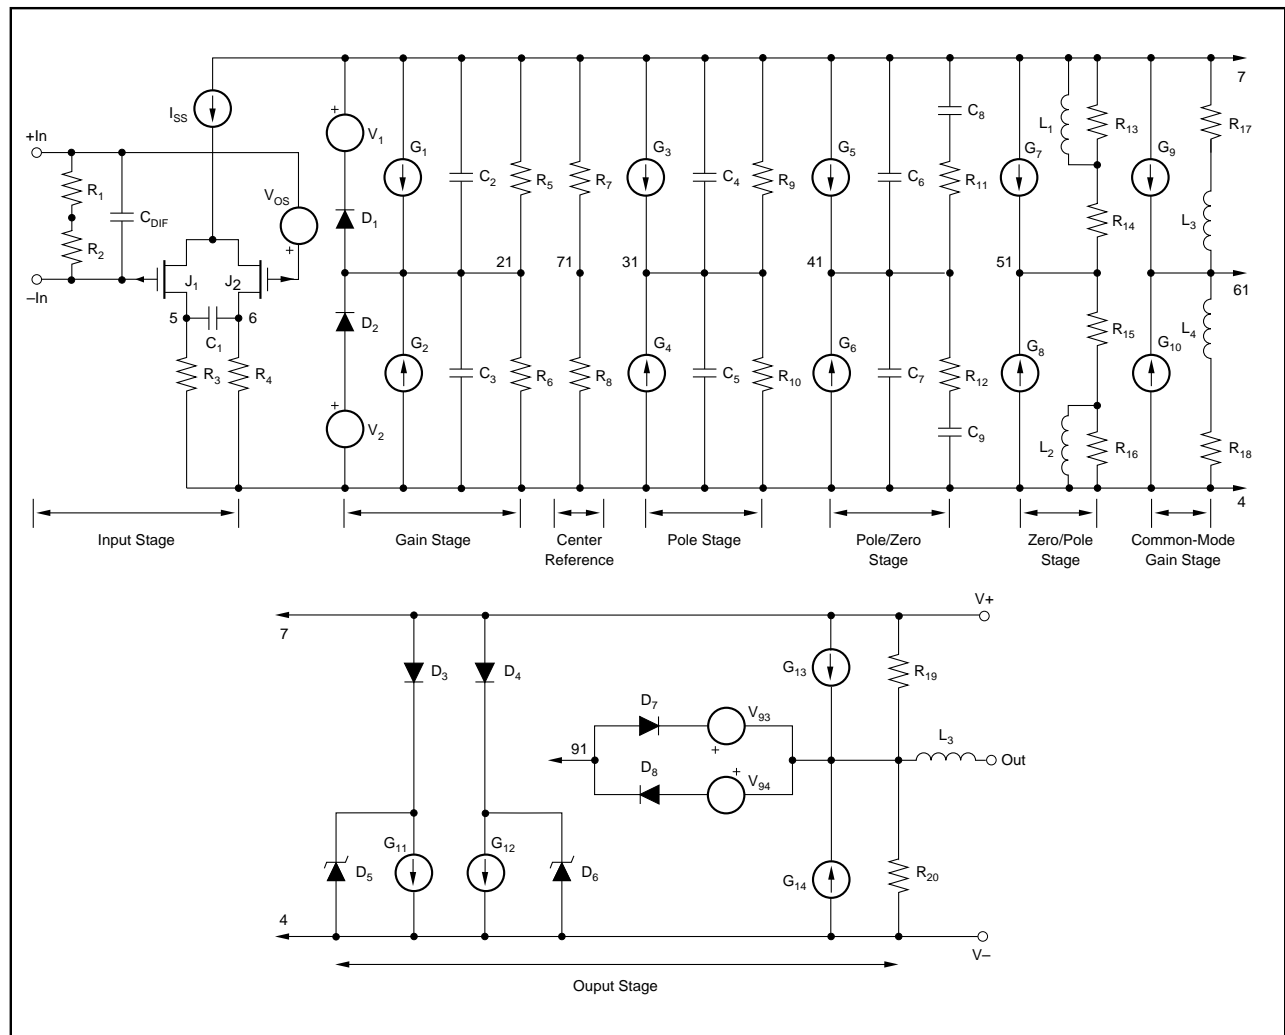 7
I_SS
+In
R_1
R_2
C_DIF
V_OS
+
–In
J_1
J_2
5
6
C_1
R_3
R_4
+
V_1
D_1
D_2
+
V_2
G_1
G_2
C_2
C_3
21
R_5
R_6
71
R_7
R_8
31
G_3
G_4
C_4
C_5
R_9
R_10
41
G_5
G_6
C_6
C_7
C_8
R_11
R_12
C_9
51
G_7
G_8
L_1
R_13
R_14
R_15
L_2
R_16
G_9
G_10
R_17
L_3
61
L_4
R_18
4
Input Stage
Gain Stage
Center
Reference
Pole Stage
Pole/Zero
Stage
Zero/Pole
Stage
Common-Mode
Gain Stage
7
V+
D_3
D_4
G_13
R_19
D_7
V_93
+
91
L_3
Out
D_8
+
V_94
D_5
G_11
G_12
D_6
G_14
R_20
4
V–
Ouput Stage